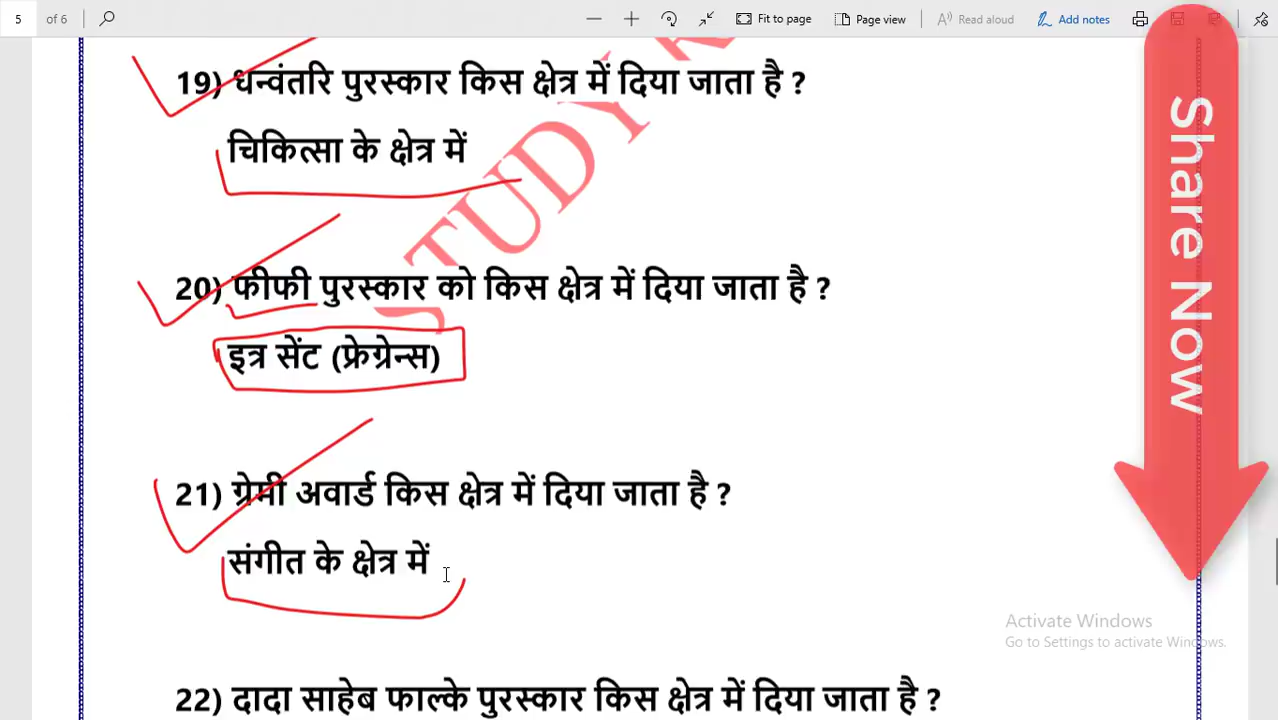 5 of 6 Fit to page Page view Read aloud Add notes
19) धन्वंतरि पुरस्कार किस क्षेत्र में दिया जाता है ?
चिकित्सा के क्षेत्र में
20) फीफी पुरस्कार को किस क्षेत्र में दिया जाता है ?
इत्र सेंट (फ्रेग्रेन्स)
21) ग्रेमी अवार्ड किस क्षेत्र में दिया जाता है ?
संगीत के क्षेत्र में
22) दादा साहेब फाल्के पुरस्कार किस क्षेत्र में दिया जाता है ?
STUDY
Share Now
Activate Windows
Go to Settings to activate Windows.